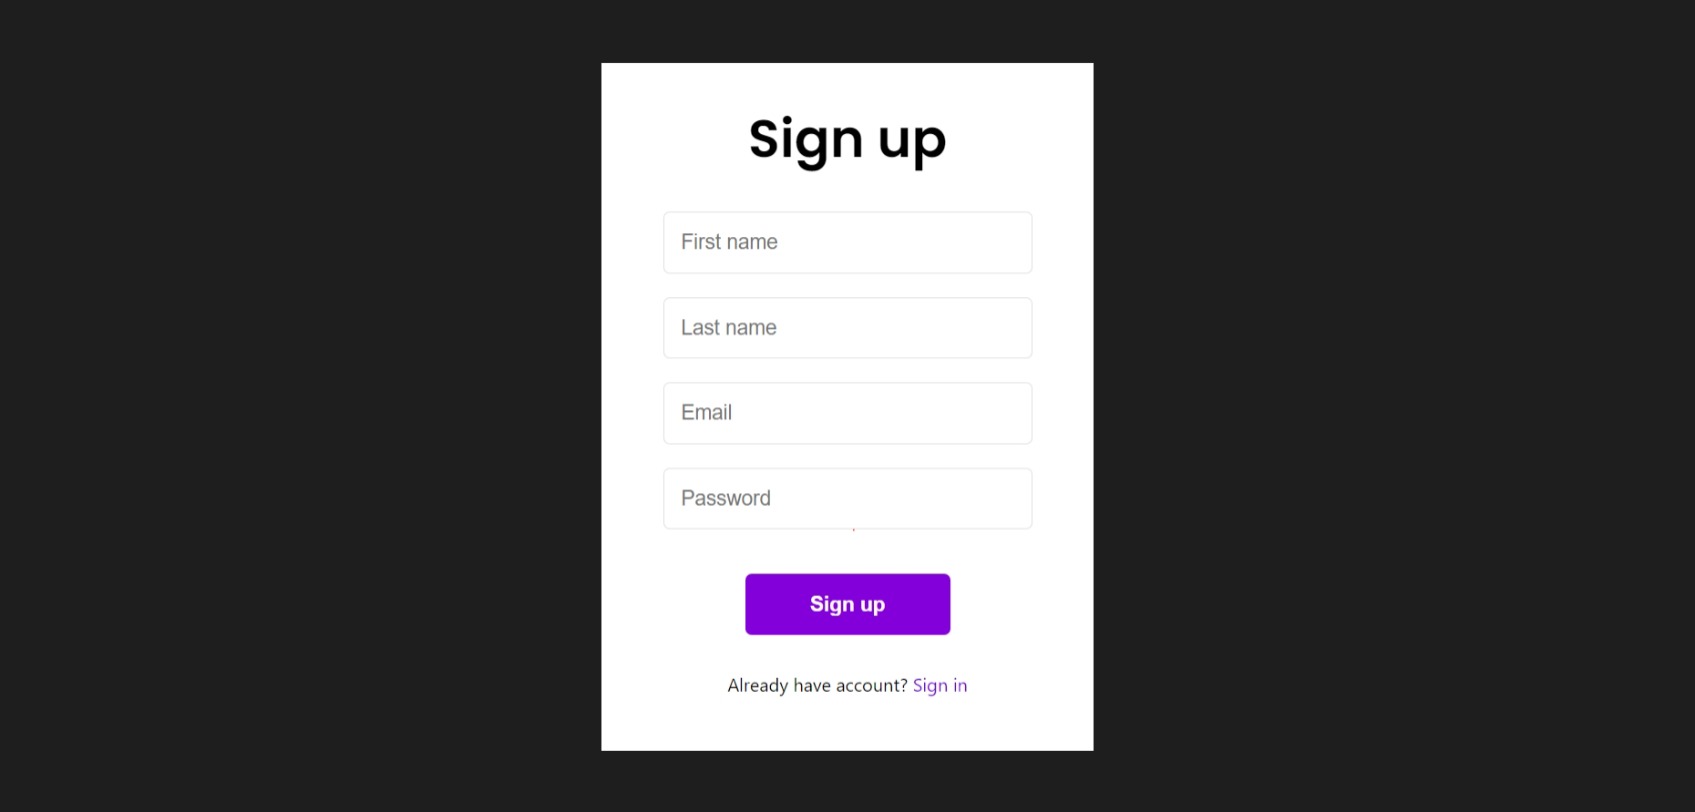 Sign up
First name
Last name
Email
Password
Sign up
Already have account? Sign in